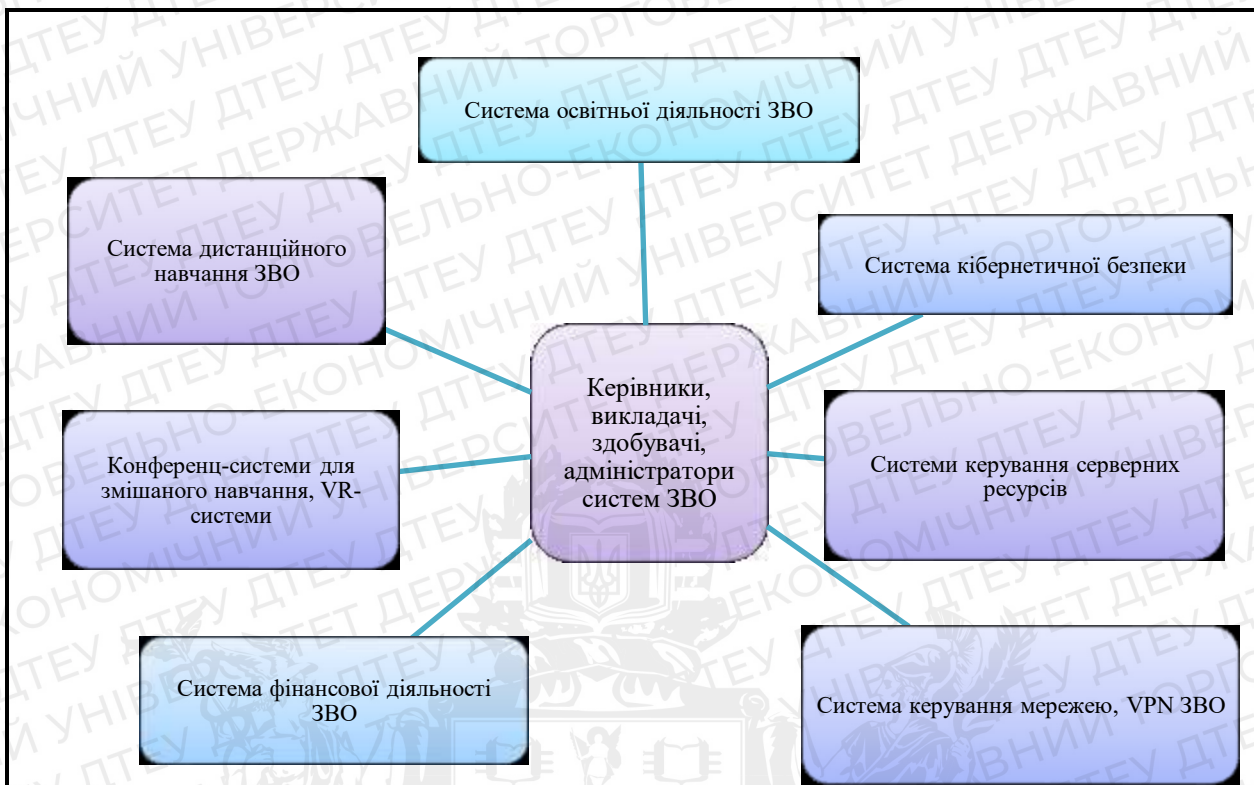 Система освітньої діяльності ЗВО
Система дистанційного
навчання ЗВО
Система кібернетичної безпеки
Керівники,
викладачі,
здобувачі,
адміністратори
систем ЗВО
Конференц-системи для
змішаного навчання, VR-
системи
Системи керування серверних
ресурсів
Система фінансової діяльності
ЗВО
Система керування мережею, VPN ЗВО